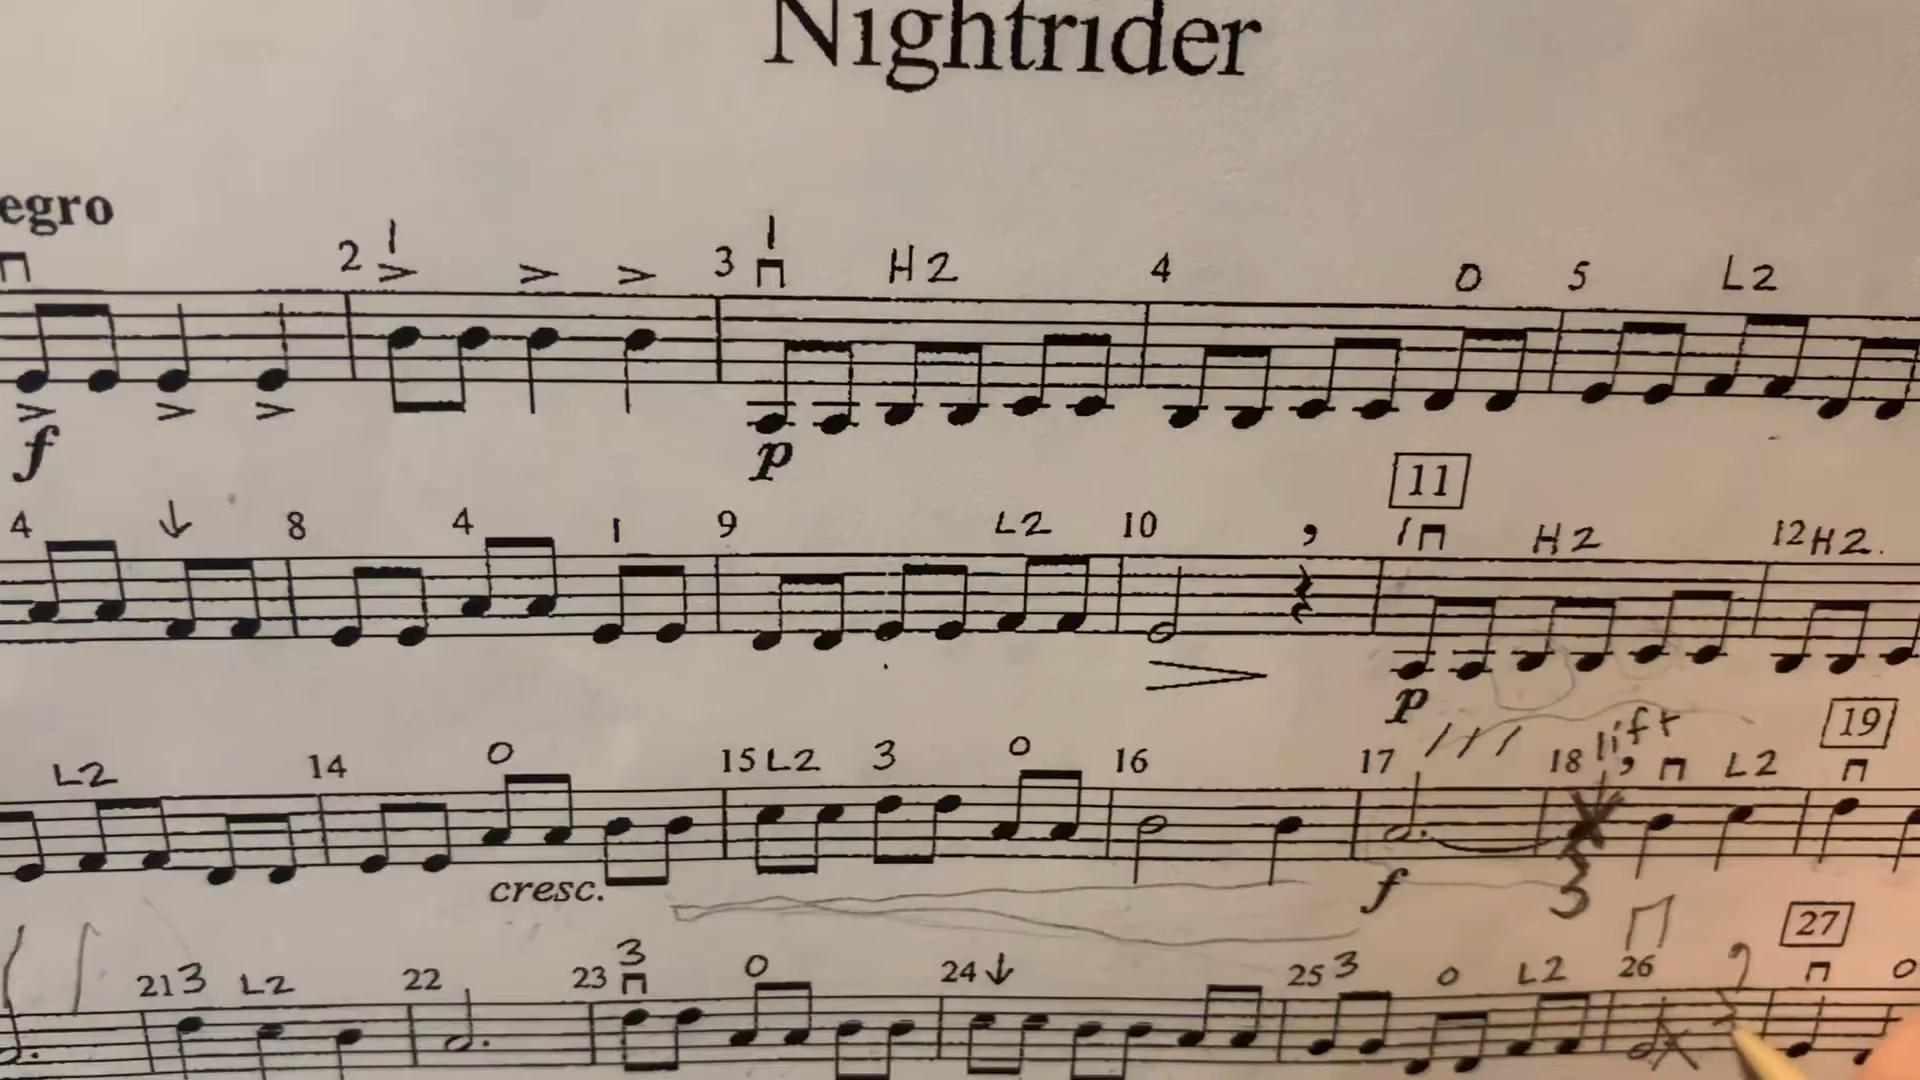 Nightrider
egro
2 1 3 1 H2 4 0 5 L2
f p
11
4 8 4 1 9 L2 10 , 1 H2 12 H2.
p
lift
19
L2 14 0 15 L2 3 0 16 17 18 , L2
cresc. f
27
21 3 L2 22 23 3 0 24 25 3 0 L2 26 0